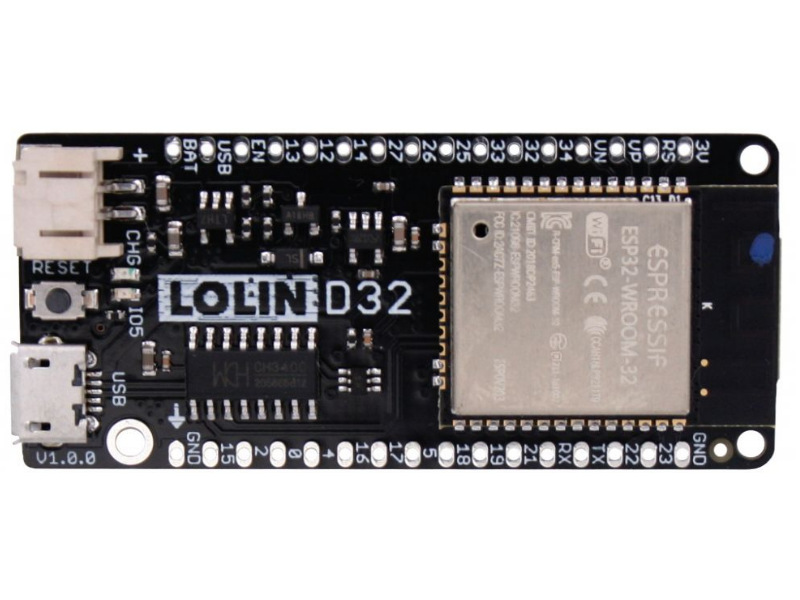 +
BAT
USB
EN
13
12
14
27
26
25
33
32
34
VN
VP
RS
3V
CHG
RESET
IO5
LOLIN D32
USB
V1.0.0
WiFi
CE
ESPRESSIF
ESP32-WROOM-32
GND
15
2
0
4
16
17
5
18
19
21
RX
TX
22
23
GND